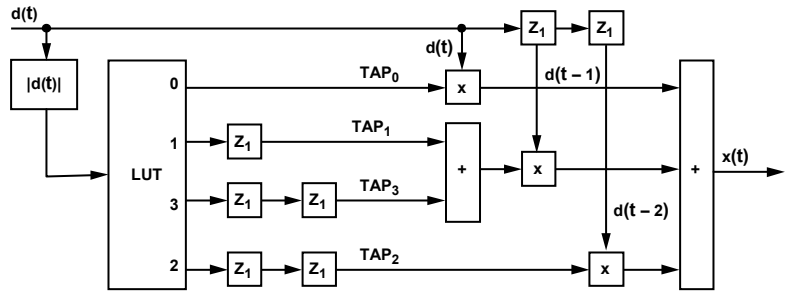 d(t)
Z₁ Z₁
d(t)
|d(t)|
0 TAP₀ x d(t – 1)
1 Z₁ TAP₁
LUT + x + x(t)
3 Z₁ Z₁ TAP₃
d(t – 2)
2 Z₁ Z₁ TAP₂ x